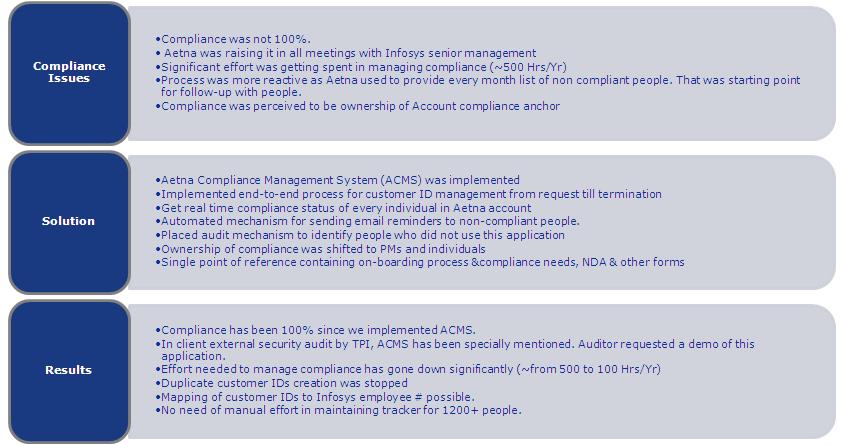 Compliance
Issues
•Compliance was not 100%.
• Aetna was raising it in all meetings with Infosys senior management
•Significant effort was getting spent in managing compliance (~500 Hrs/Yr)
•Process was more reactive as Aetna used to provide every month list of non compliant people. That was starting point
for follow-up with people.
•Compliance was perceived to be ownership of Account compliance anchor
Solution
•Aetna Compliance Management System (ACMS) was implemented
•Implemented end-to-end process for customer ID management from request till termination
•Get real time compliance status of every individual in Aetna account
•Automated mechanism for sending email reminders to non-compliant people.
•Placed audit mechanism to identify people who did not use this application
•Ownership of compliance was shifted to PMs and individuals
•Single point of reference containing on-boarding process &compliance needs, NDA & other forms
Results
•Compliance has been 100% since we implemented ACMS.
•In client external security audit by TPI, ACMS has been specially mentioned. Auditor requested a demo of this
application.
•Effort needed to manage compliance has gone down significantly (~from 500 to 100 Hrs/Yr)
•Duplicate customer IDs creation was stopped
•Mapping of customer IDs to Infosys employee # possible.
•No need of manual effort in maintaining tracker for 1200+ people.